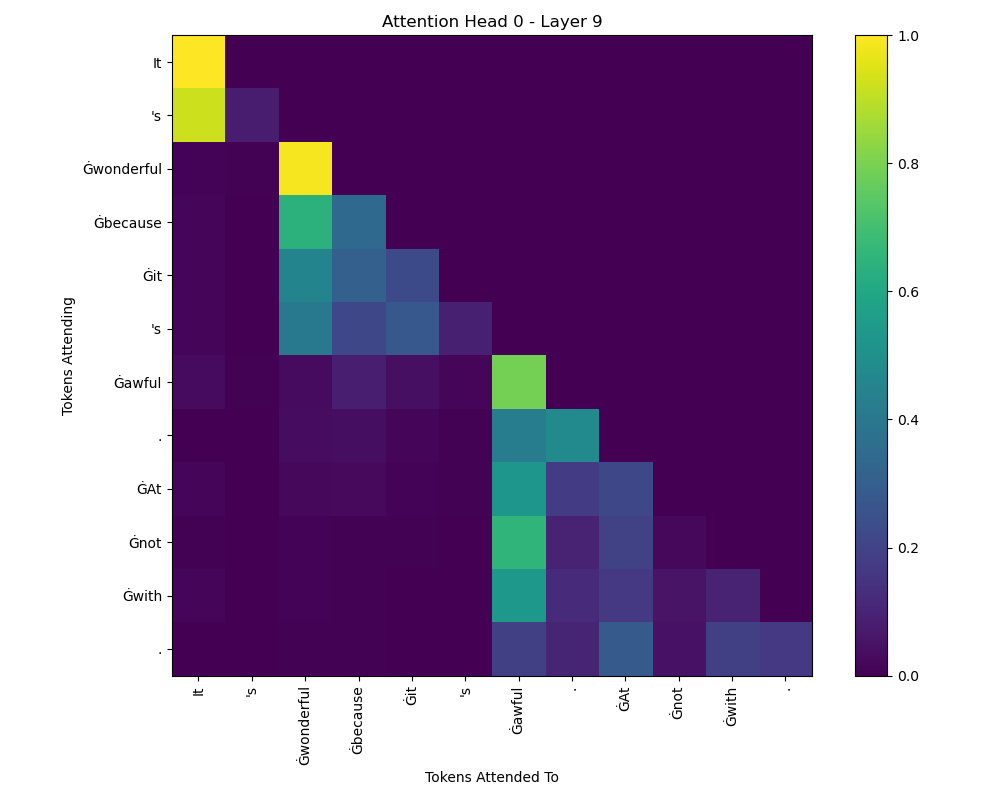 Attention Head 0 - Layer 9
It
's
Ġwonderful
Ġbecause
Ġit
's
Ġawful
.
ĠAt
Ġnot
Ġwith
.
Tokens Attending
It
's
Ġwonderful
Ġbecause
Ġit
's
Ġawful
.
ĠAt
Ġnot
Ġwith
.
Tokens Attended To
1.0
0.8
0.6
0.4
0.2
0.0